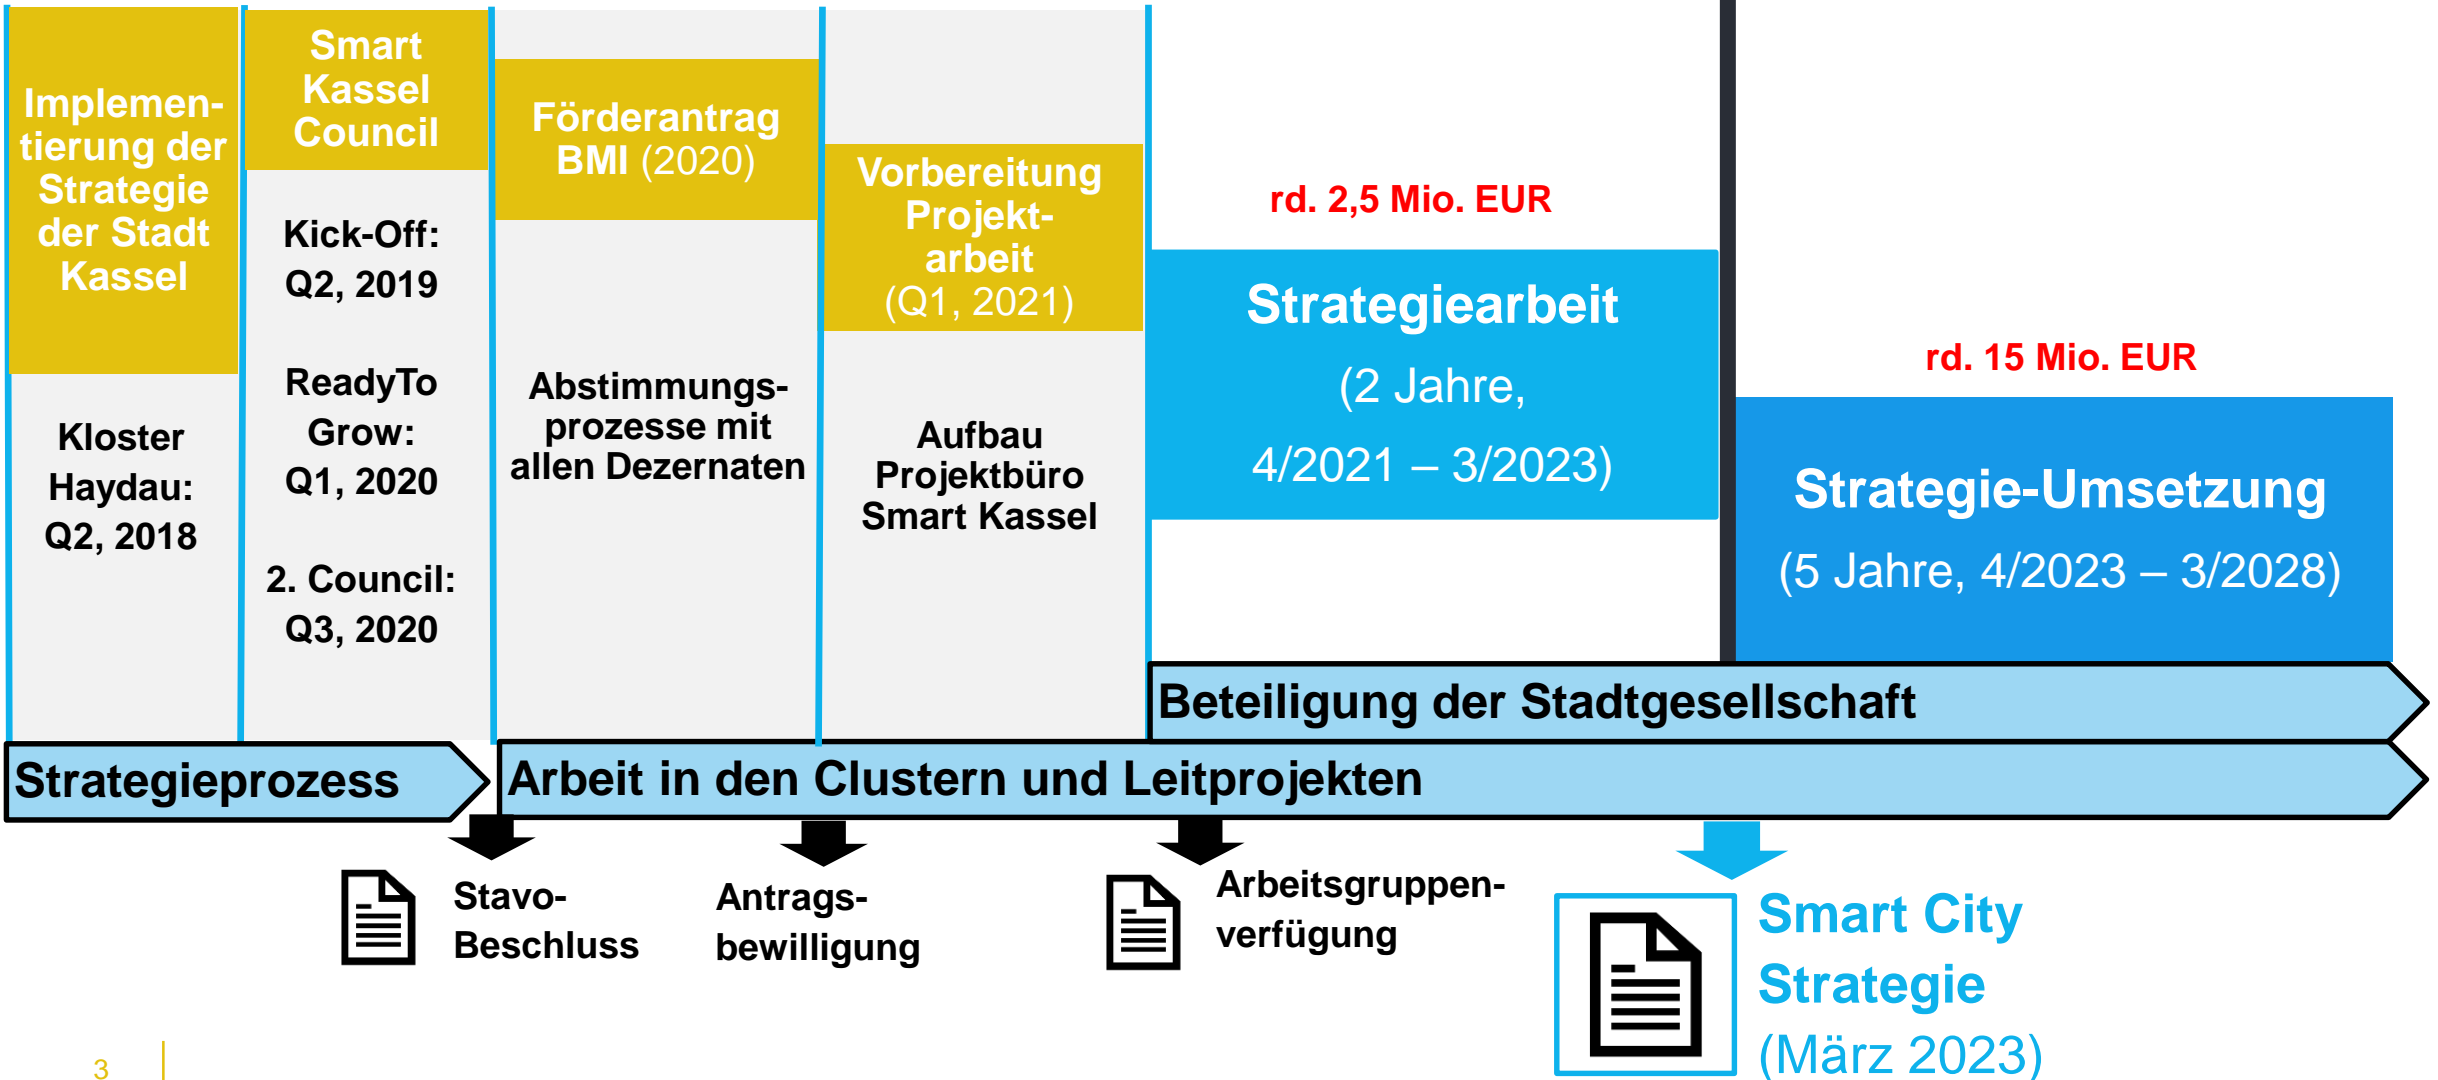 Implemen-
tierung der
Strategie
der Stadt
Kassel
Kloster
Haydau:
Q2, 2018
Smart
Kassel
Council
Kick-Off:
Q2, 2019
ReadyTo
Grow:
Q1, 2020
2. Council:
Q3, 2020
Förderantrag
BMI (2020)
Abstimmungs-
prozesse mit
allen Dezernaten
Vorbereitung
Projekt-
arbeit
(Q1, 2021)
Aufbau
Projektbüro
Smart Kassel
rd. 2,5 Mio. EUR
Strategiearbeit
(2 Jahre,
4/2021 – 3/2023)
rd. 15 Mio. EUR
Strategie-Umsetzung
(5 Jahre, 4/2023 – 3/2028)
Beteiligung der Stadtgesellschaft
Strategieprozess
Arbeit in den Clustern und Leitprojekten
Stavo-
Beschluss
Antrags-
bewilligung
Arbeitsgruppen-
verfügung
Smart City
Strategie
(März 2023)
3